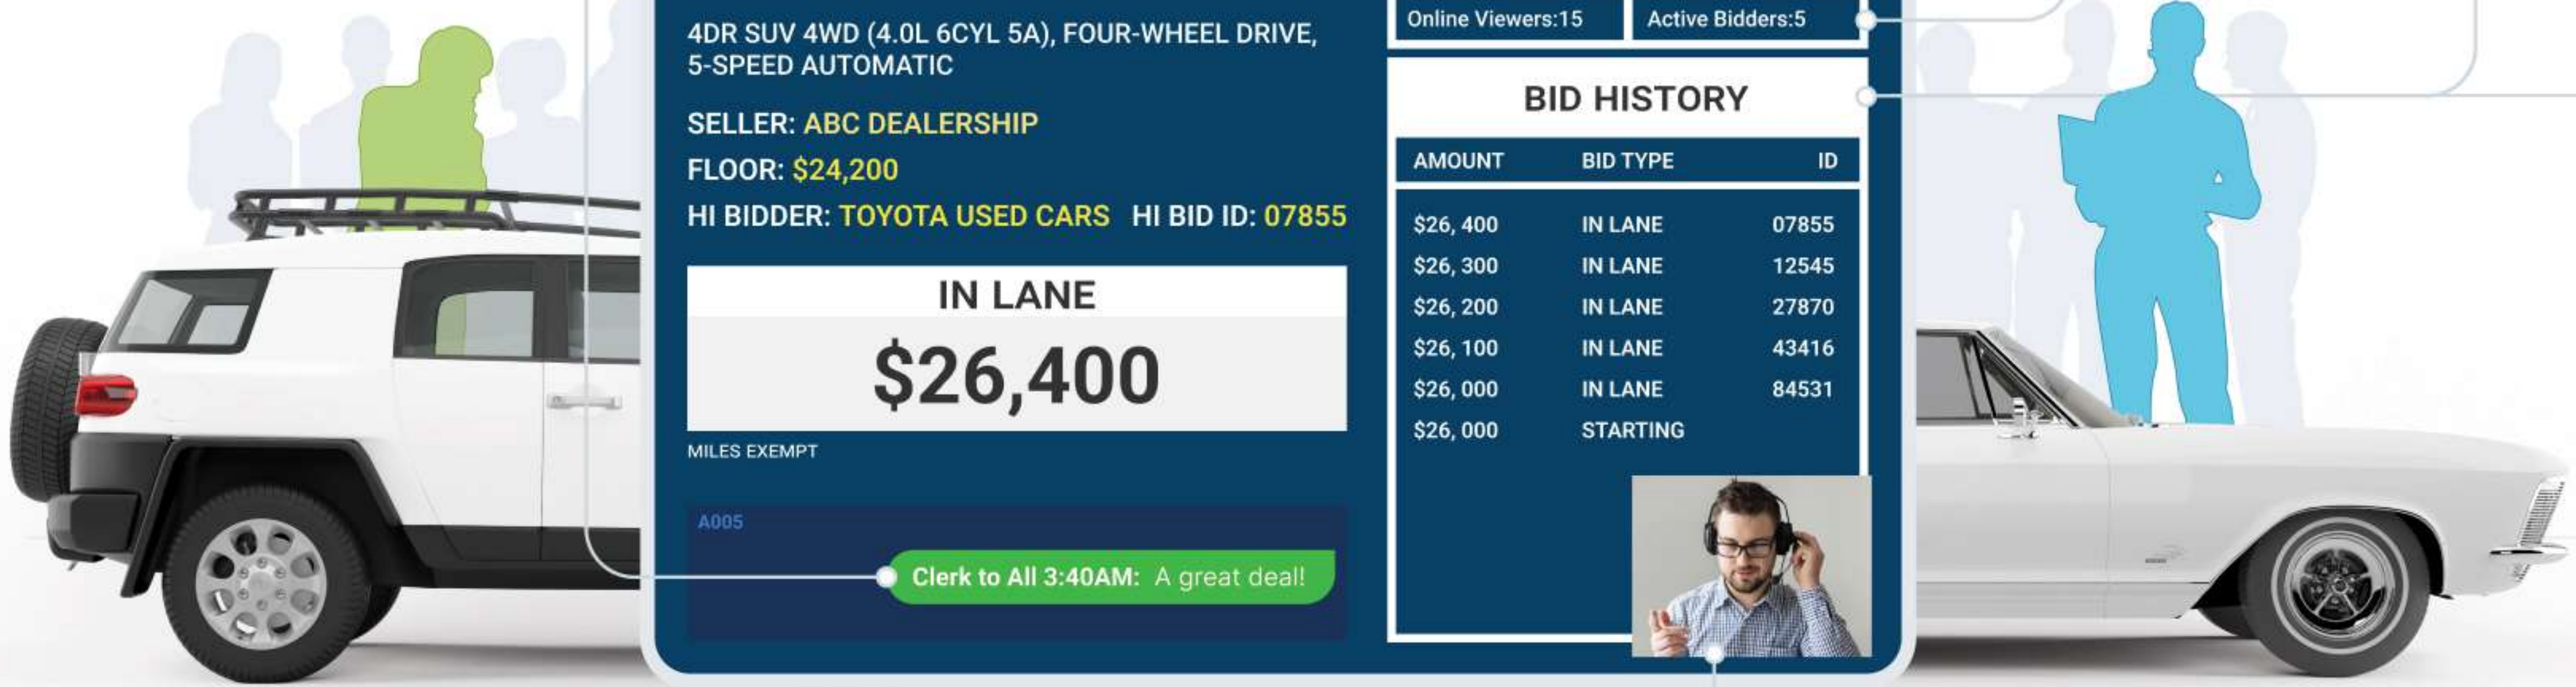 4DR SUV 4WD (4.0L 6CYL 5A), FOUR-WHEEL DRIVE,
5-SPEED AUTOMATIC
SELLER: ABC DEALERSHIP
FLOOR: $24,200
HI BIDDER: TOYOTA USED CARS HI BID ID: 07855
IN LANE
$26,400
MILES EXEMPT
A005
Clerk to All 3:40AM: A great deal!
Online Viewers:15 Active Bidders:5
BID HISTORY
AMOUNT BID TYPE ID
$26, 400 IN LANE 07855
$26, 300 IN LANE 12545
$26, 200 IN LANE 27870
$26, 100 IN LANE 43416
$26, 000 IN LANE 84531
$26, 000 STARTING